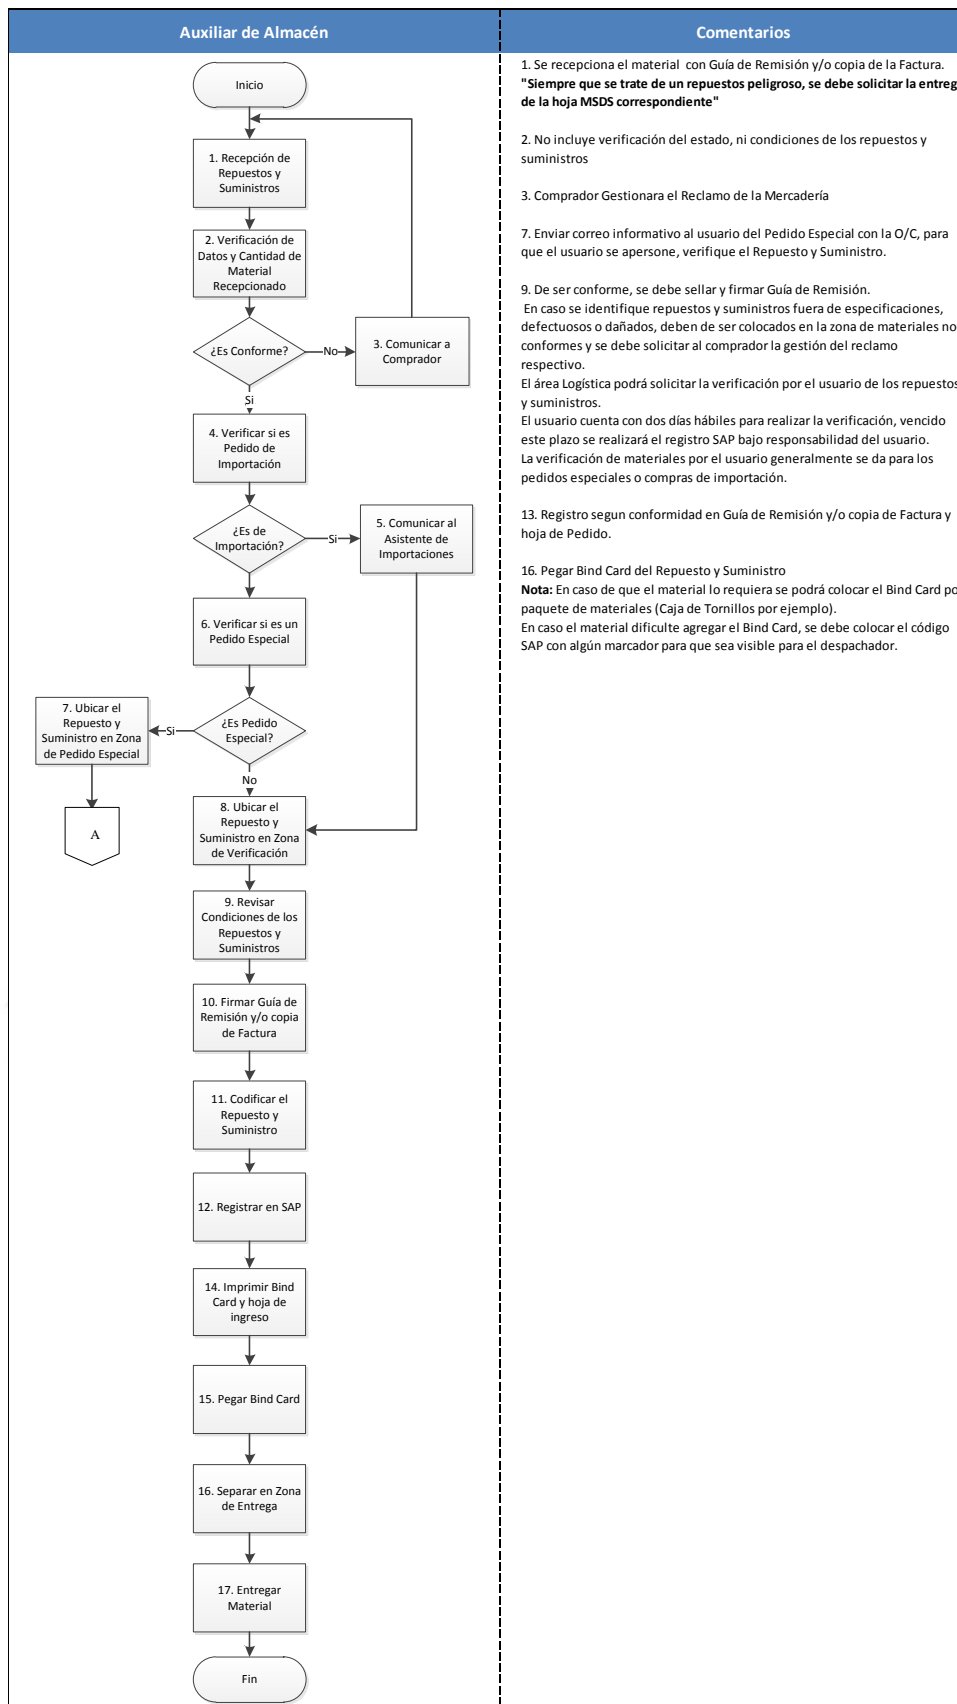 Auxiliar de Almacén
Inicio
1. Recepción de
Repuestos y
Suministros
2. Verificación de
Datos y Cantidad de
Material
Recepcionado
¿Es Conforme?
No
3. Comunicar a
Comprador
Si
4. Verificar si es
Pedido de
Importación
¿Es de
Importación?
Si
5. Comunicar al
Asistente de
Importaciones
6. Verificar si es un
Pedido Especial
¿Es Pedido
Especial?
Si
7. Ubicar el
Repuesto y
Suministro en Zona
de Pedido Especial
A
No
8. Ubicar el
Repuesto y
Suministro en Zona
de Verificación
9. Revisar
Condiciones de los
Repuestos y
Suministros
10. Firmar Guía de
Remisión y/o copia
de Factura
11. Codificar el
Repuesto y
Suministro
12. Registrar en SAP
14. Imprimir Bind
Card y hoja de
ingreso
15. Pegar Bind Card
16. Separar en Zona
de Entrega
17. Entregar
Material
Fin
Comentarios
1. Se recepciona el material con Guía de Remisión y/o copia de la Factura.
"Siempre que se trate de un repuestos peligroso, se debe solicitar la entreg
de la hoja MSDS correspondiente"
2. No incluye verificación del estado, ni condiciones de los repuestos y
suministros
3. Comprador Gestionara el Reclamo de la Mercadería
7. Enviar correo informativo al usuario del Pedido Especial con la O/C, para
que el usuario se apersone, verifique el Repuesto y Suministro.
9. De ser conforme, se debe sellar y firmar Guía de Remisión.
En caso se identifique repuestos y suministros fuera de especificaciones,
defectuosos o dañados, deben de ser colocados en la zona de materiales no
conformes y se debe solicitar al comprador la gestión del reclamo
respectivo.
El área Logística podrá solicitar la verificación por el usuario de los repuestos
y suministros.
El usuario cuenta con dos días hábiles para realizar la verificación, vencido
este plazo se realizará el registro SAP bajo responsabilidad del usuario.
La verificación de materiales por el usuario generalmente se da para los
pedidos especiales o compras de importación.
13. Registro segun conformidad en Guía de Remisión y/o copia de Factura y
hoja de Pedido.
16. Pegar Bind Card del Repuesto y Suministro
Nota: En caso de que el material lo requiera se podrá colocar el Bind Card po
paquete de materiales (Caja de Tornillos por ejemplo).
En caso el material dificulte agregar el Bind Card, se debe colocar el código
SAP con algún marcador para que sea visible para el despachador.